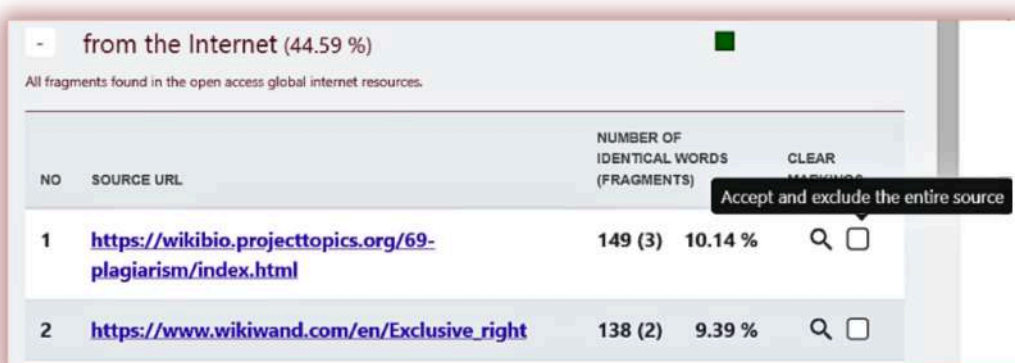 - from the Internet (44.59 %)
All fragments found in the open access global internet resources.
NO SOURCE URL NUMBER OF IDENTICAL WORDS (FRAGMENTS) CLEAR
Accept and exclude the entire source
1 https://wikibio.projecttopics.org/69-
plagiarism/index.html 149 (3) 10.14 %
2 https://www.wikiwand.com/en/Exclusive_right 138 (2) 9.39 %